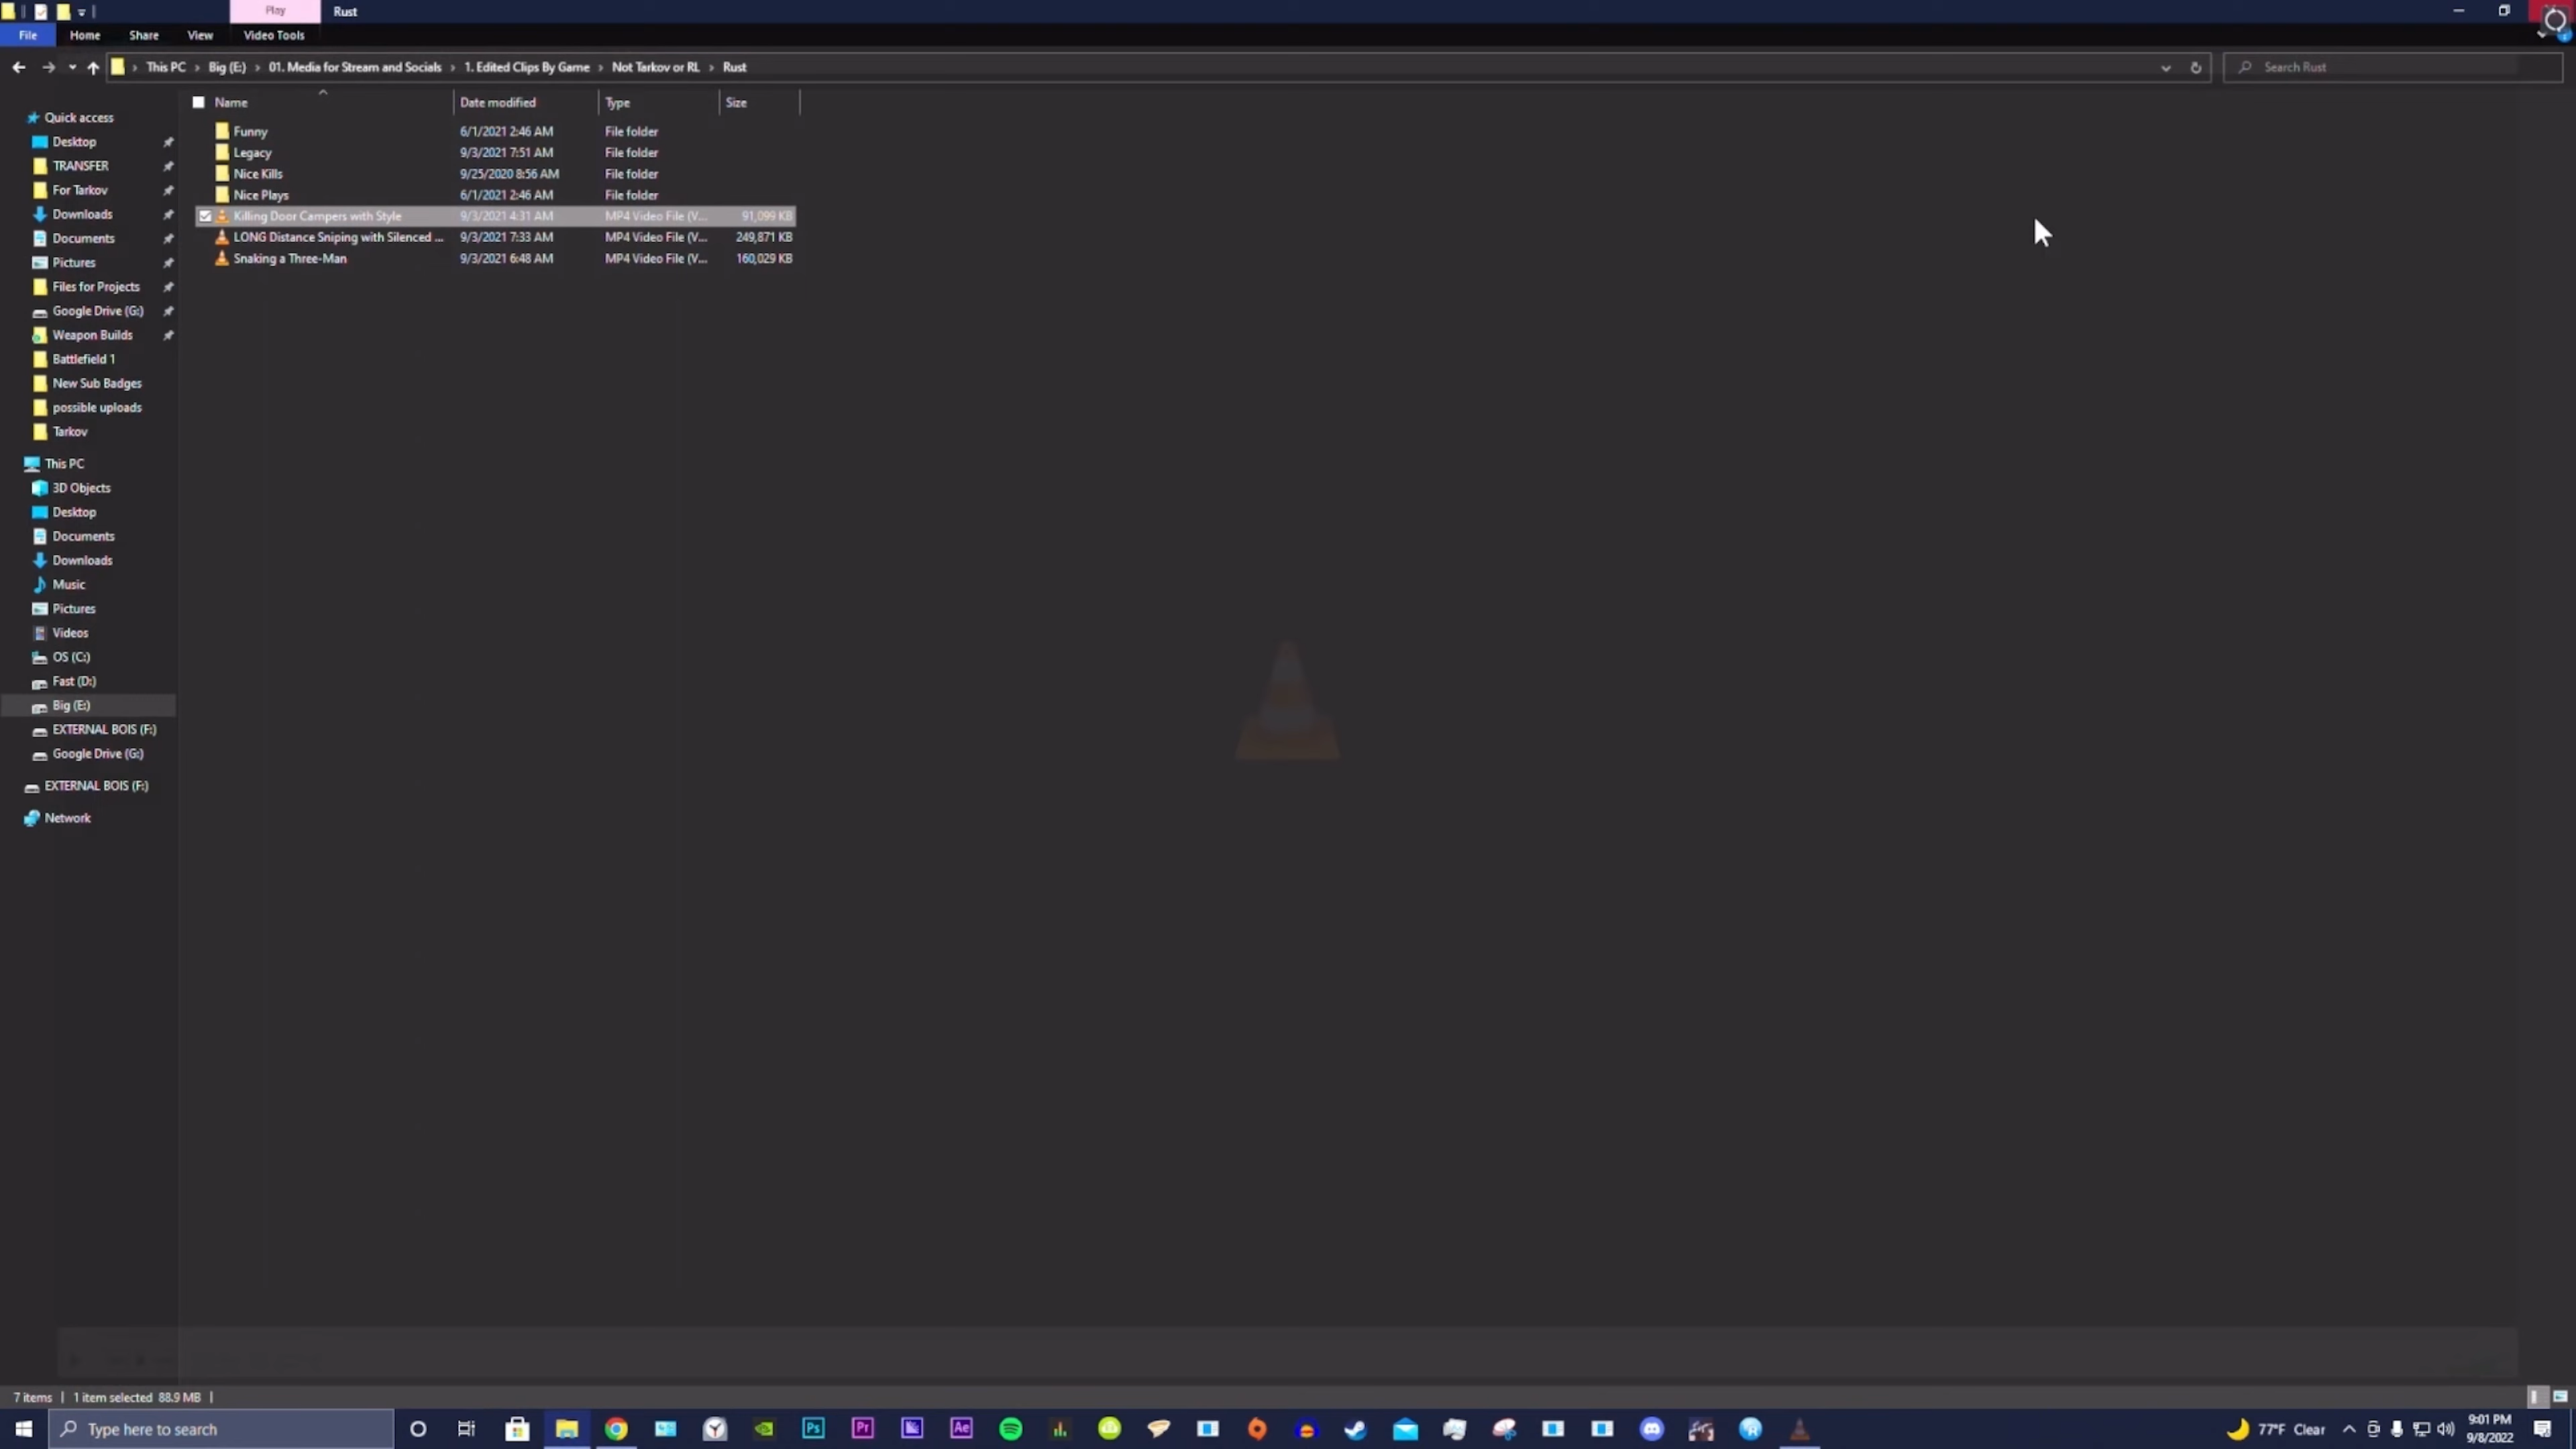 Play Rust
File Home Share View Video Tools
This PC Big (E:) 01. Media for Stream and Socials 1. Edited Clips By Game Not Tarkov or RL Rust Search Rust
Name Date modified Type Size
Funny 6/1/2021 2:46 AM File folder
Legacy 9/3/2021 7:51 AM File folder
Nice Kills 9/25/2020 8:56 AM File folder
Nice Plays 6/1/2021 2:46 AM File folder
Killing Door Campers with Style 9/3/2021 4:31 AM MP4 Video File (V... 91,099 KB
LONG Distance Sniping with Silenced ... 9/3/2021 7:33 AM MP4 Video File (V... 249,871 KB
Snaking a Three-Man 9/3/2021 6:48 AM MP4 Video File (V... 160,029 KB
Quick access
Desktop
TRANSFER
For Tarkov
Downloads
Documents
Pictures
Files for Projects
Google Drive (G:)
Weapon Builds
Battlefield 1
New Sub Badges
possible uploads
Tarkov
This PC
3D Objects
Desktop
Documents
Downloads
Music
Pictures
Videos
OS (C:)
Fast (D:)
Big (E:)
EXTERNAL BOIS (F:)
Google Drive (G:)
EXTERNAL BOIS (F:)
Network
7 items 1 item selected 88.9 MB
Type here to search Ps Pr Ae 77°F Clear 9:01 PM
9/8/2022